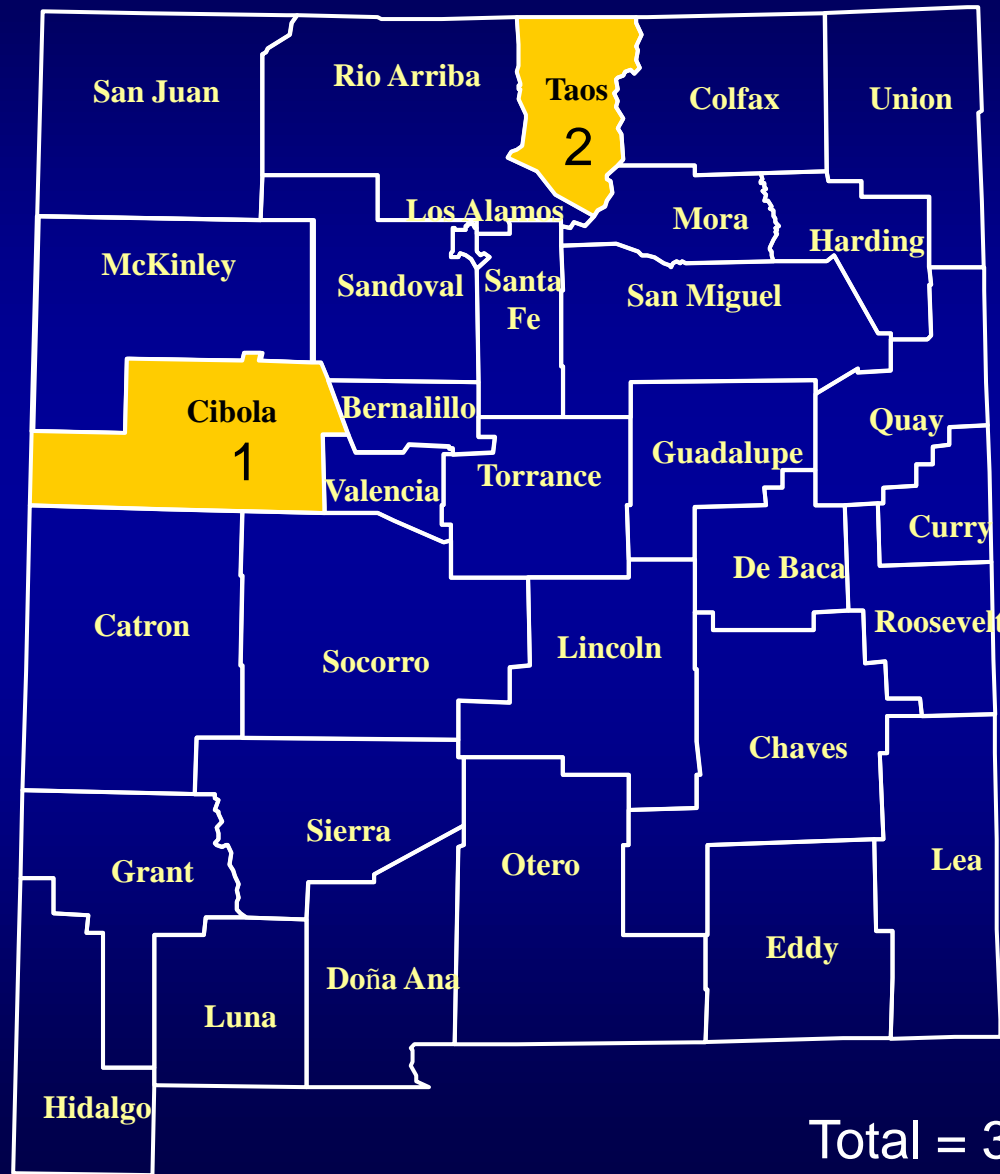 San Juan
Rio Arriba
Taos
2
Colfax
Union
Los Alamos
Mora
Harding
McKinley
Sandoval
Santa
Fe
San Miguel
Cibola
1
Bernalillo
Valencia
Torrance
Guadalupe
Quay
Curry
De Baca
Roosevelt
Catron
Socorro
Lincoln
Chaves
Sierra
Grant
Otero
Lea
Eddy
Doña Ana
Luna
Hidalgo
Total = 3